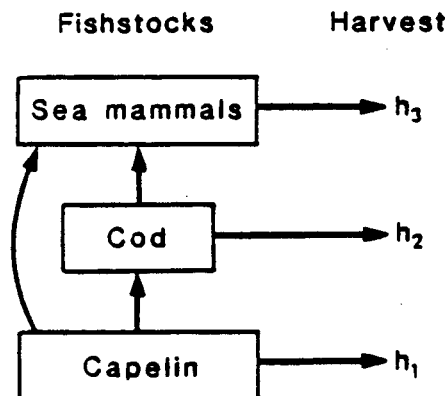 Fishstocks Harvest
Sea mammals h₃
Cod h₂
Capelin h₁